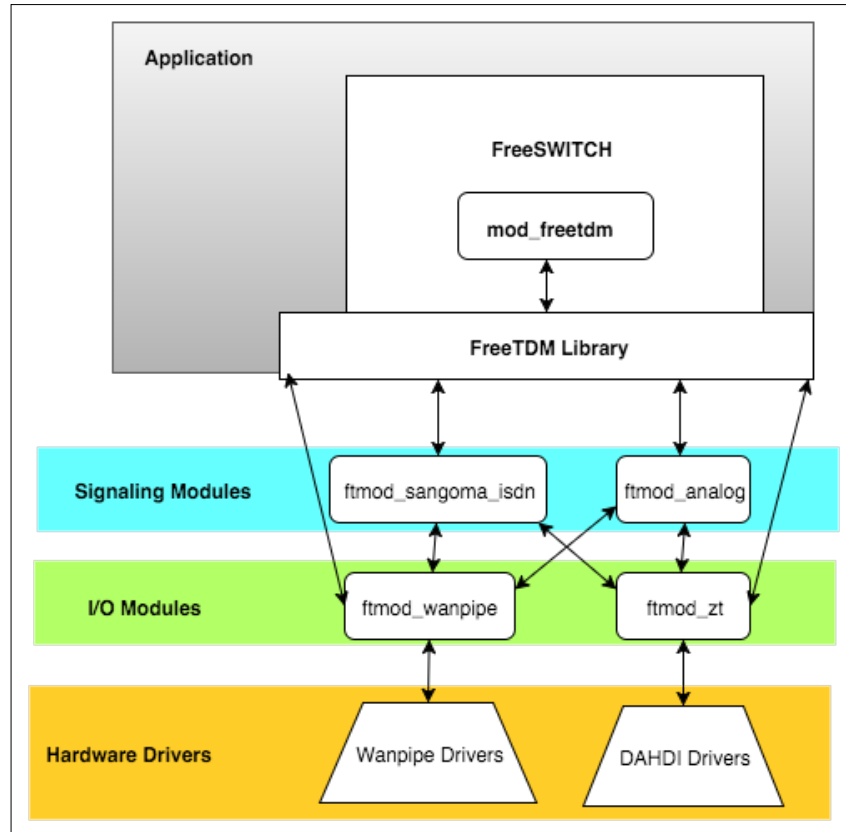 Application
FreeSWITCH
mod_freetdm
FreeTDM Library
Signaling Modules
ftmod_sangoma_isdn
ftmod_analog
I/O Modules
ftmod_wanpipe
ftmod_zt
Hardware Drivers
Wanpipe Drivers
DAHDI Drivers